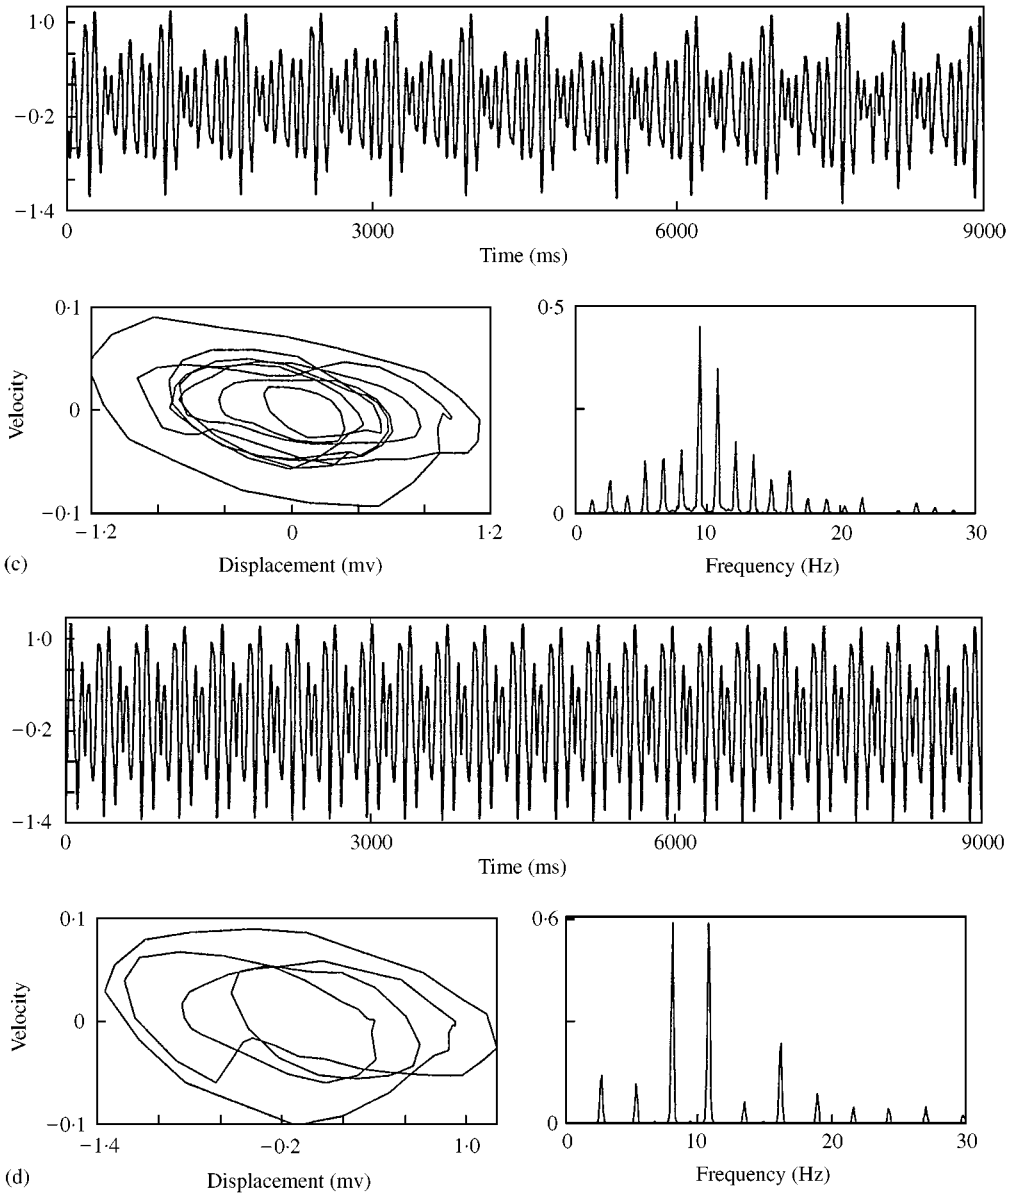 1·0
−0·2
−1·4
0 3000 6000 9000
Time (ms)
0·1
Velocity
0
−0·1
−1·2 0 1·2
Displacement (mv)
0·5
0
0 10 20 30
Frequency (Hz)
(c)
1·0
−0·2
−1·4
0 3000 6000 9000
Time (ms)
0·1
Velocity
0
−0·1
−1·4 −0·2 1·0
Displacement (mv)
0·6
0
0 10 20 30
Frequency (Hz)
(d)